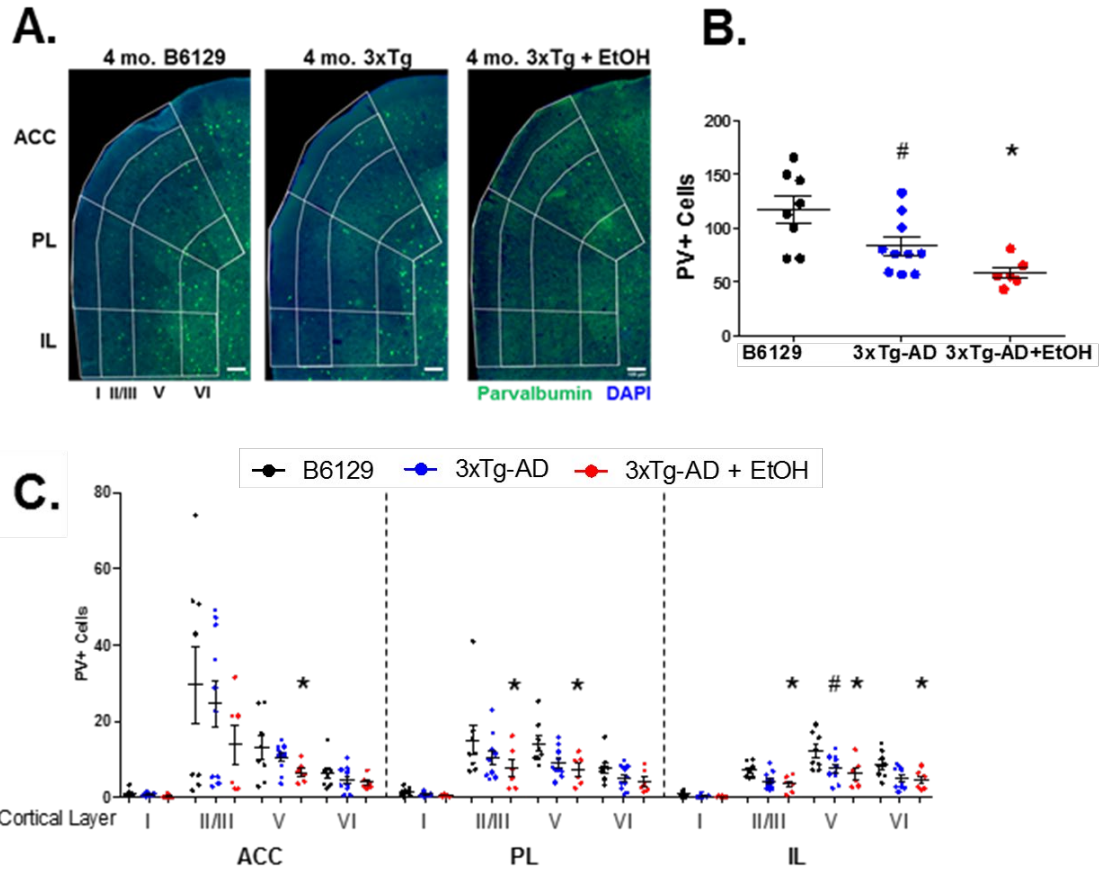 A.
4 mo. B6129 4 mo. 3xTg 4 mo. 3xTg + EtOH
ACC
PL
IL
I II/III V VI
Parvalbumin DAPI
B.
PV+ Cells
200
150
100
50
0
# *
B6129 3xTg-AD 3xTg-AD+EtOH
C.
B6129 3xTg-AD 3xTg-AD + EtOH
PV+ Cells
80
60
40
20
0
* * * * # * *
Cortical Layer I II/III V VI I II/III V VI I II/III V VI
ACC PL IL